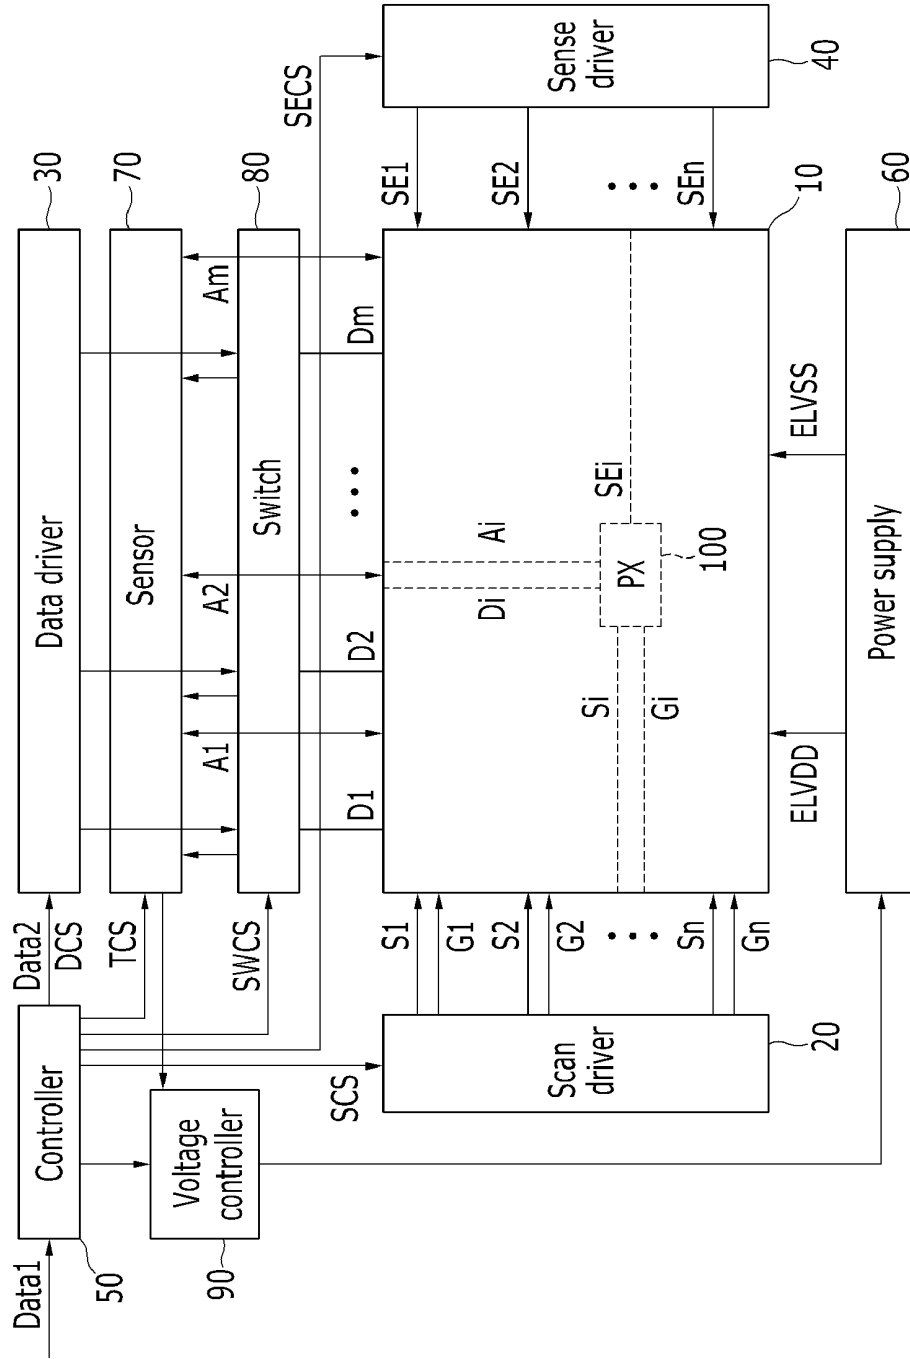 Data1
50
Controller
Data2
DCS
Data driver
30
TCS
Sensor
70
SWCS
Switch
80
A1
A2
Am
SECS
90
Voltage
controller
SCS
D1
D2
• • •
Dm
Scan
driver
20
S1
G1
S2
G2
• • •
Sn
Gn
Di
Ai
Si
Gi
PX
100
SEi
10
SE1
SE2
• • •
SEn
Sense
driver
40
ELVDD
ELVSS
Power supply
60